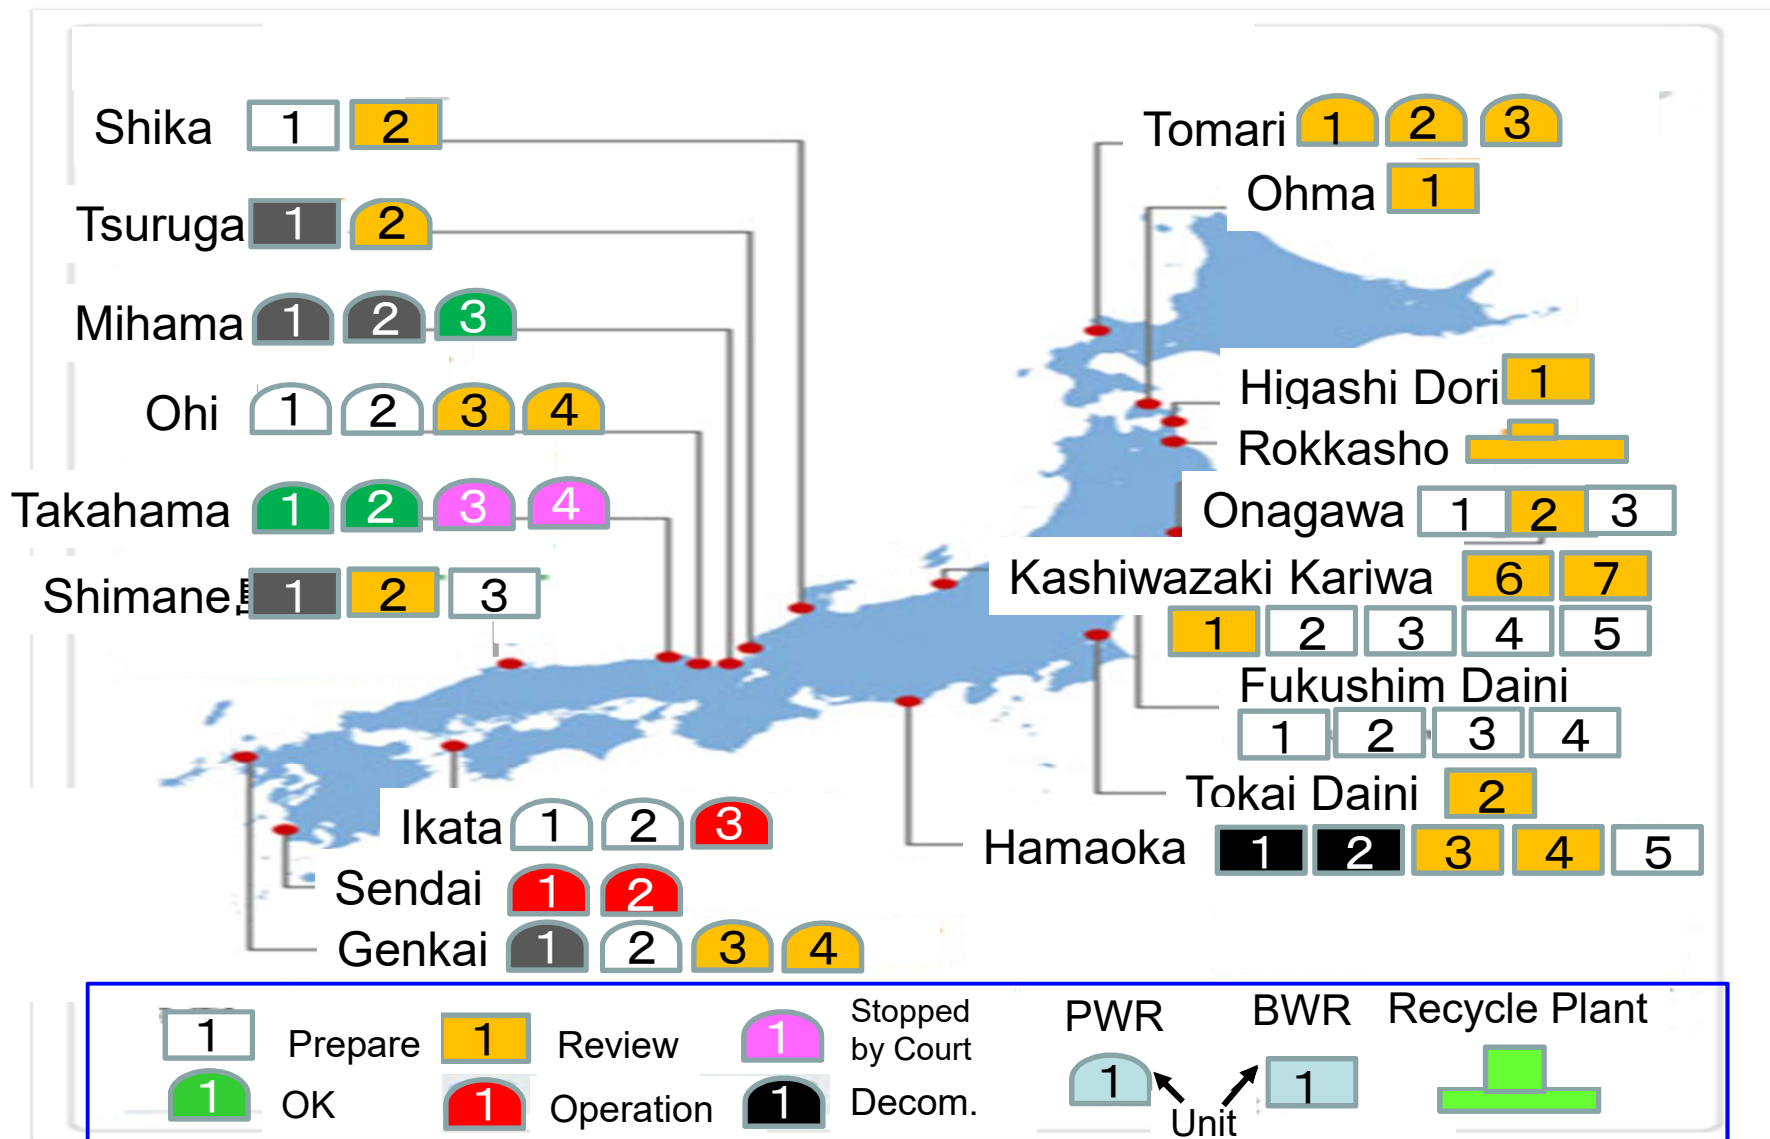 Shika 1 2
Tsuruga 1 2
Mihama 1 2 3
Ohi 1 2 3 4
Takahama 1 2 3 4
Shimane 1 2 3
Tomari 1 2 3
Ohma 1
Higashi Dori 1
Rokkasho
Onagawa 1 2 3
Kashiwazaki Kariwa 6 7
1 2 3 4 5
Fukushim Daini
1 2 3 4
Tokai Daini 2
Hamaoka 1 2 3 4 5
Ikata 1 2 3
Sendai 1 2
Genkai 1 2 3 4
1 Prepare
1 Review
1 Stopped
by Court
1 OK
1 Operation
1 Decom.
PWR
BWR
Recycle Plant
1
1
Unit